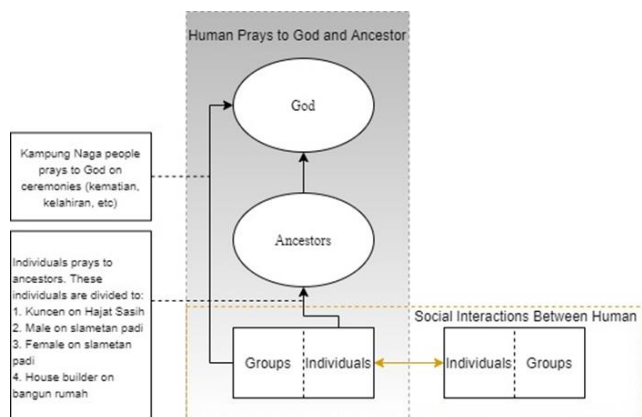 Human Prays to God and Ancestor
God
Kampung Naga people
prays to God on
ceremonies (kematian,
kelahiran, etc)
Ancestors
Individuals prays to
ancestors. These
individuals are divided to:
1. Kuncen on Hajat Sasih
2. Male on slametan padi
3. Female on slametan
padi
4. House builder on
bangun rumah
Social Interactions Between Human
Groups
Individuals
Individuals
Groups